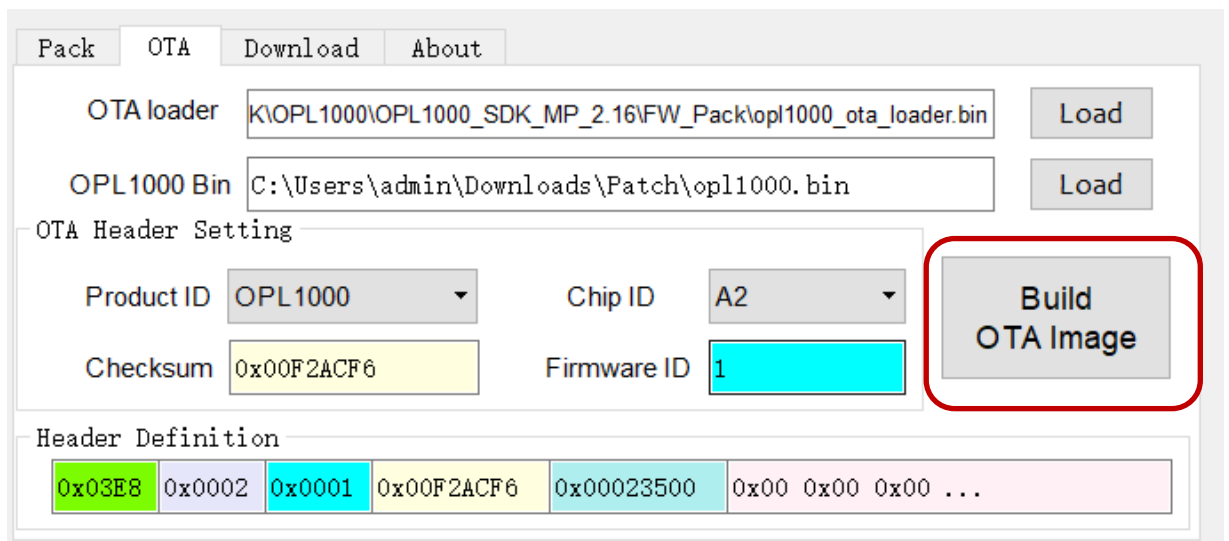 Pack OTA Download About
OTA loader K\OPL1000\OPL1000_SDK_MP_2.16\FW_Pack\opl1000_ota_loader.bin Load
OPL1000 Bin C:\Users\admin\Downloads\Patch\opl1000.bin Load
OTA Header Setting
Product ID OPL1000 Chip ID A2
Build
OTA Image
Checksum 0x00F2ACF6 Firmware ID 1
Header Definition
0x03E8 0x0002 0x0001 0x00F2ACF6 0x00023500 0x00 0x00 0x00 ...